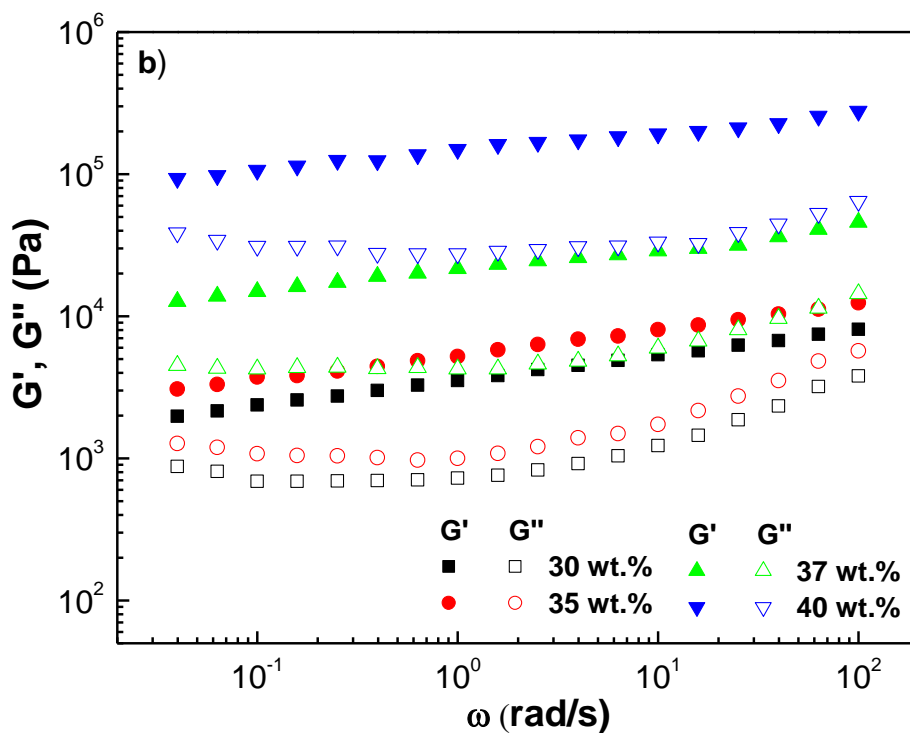 b)
10^6
10^5
10^4
10^3
10^2
G', G" (Pa)
G' G" G' G"
30 wt.% 37 wt.%
35 wt.% 40 wt.%
10^-1 10^0 10^1 10^2
ω (rad/s)